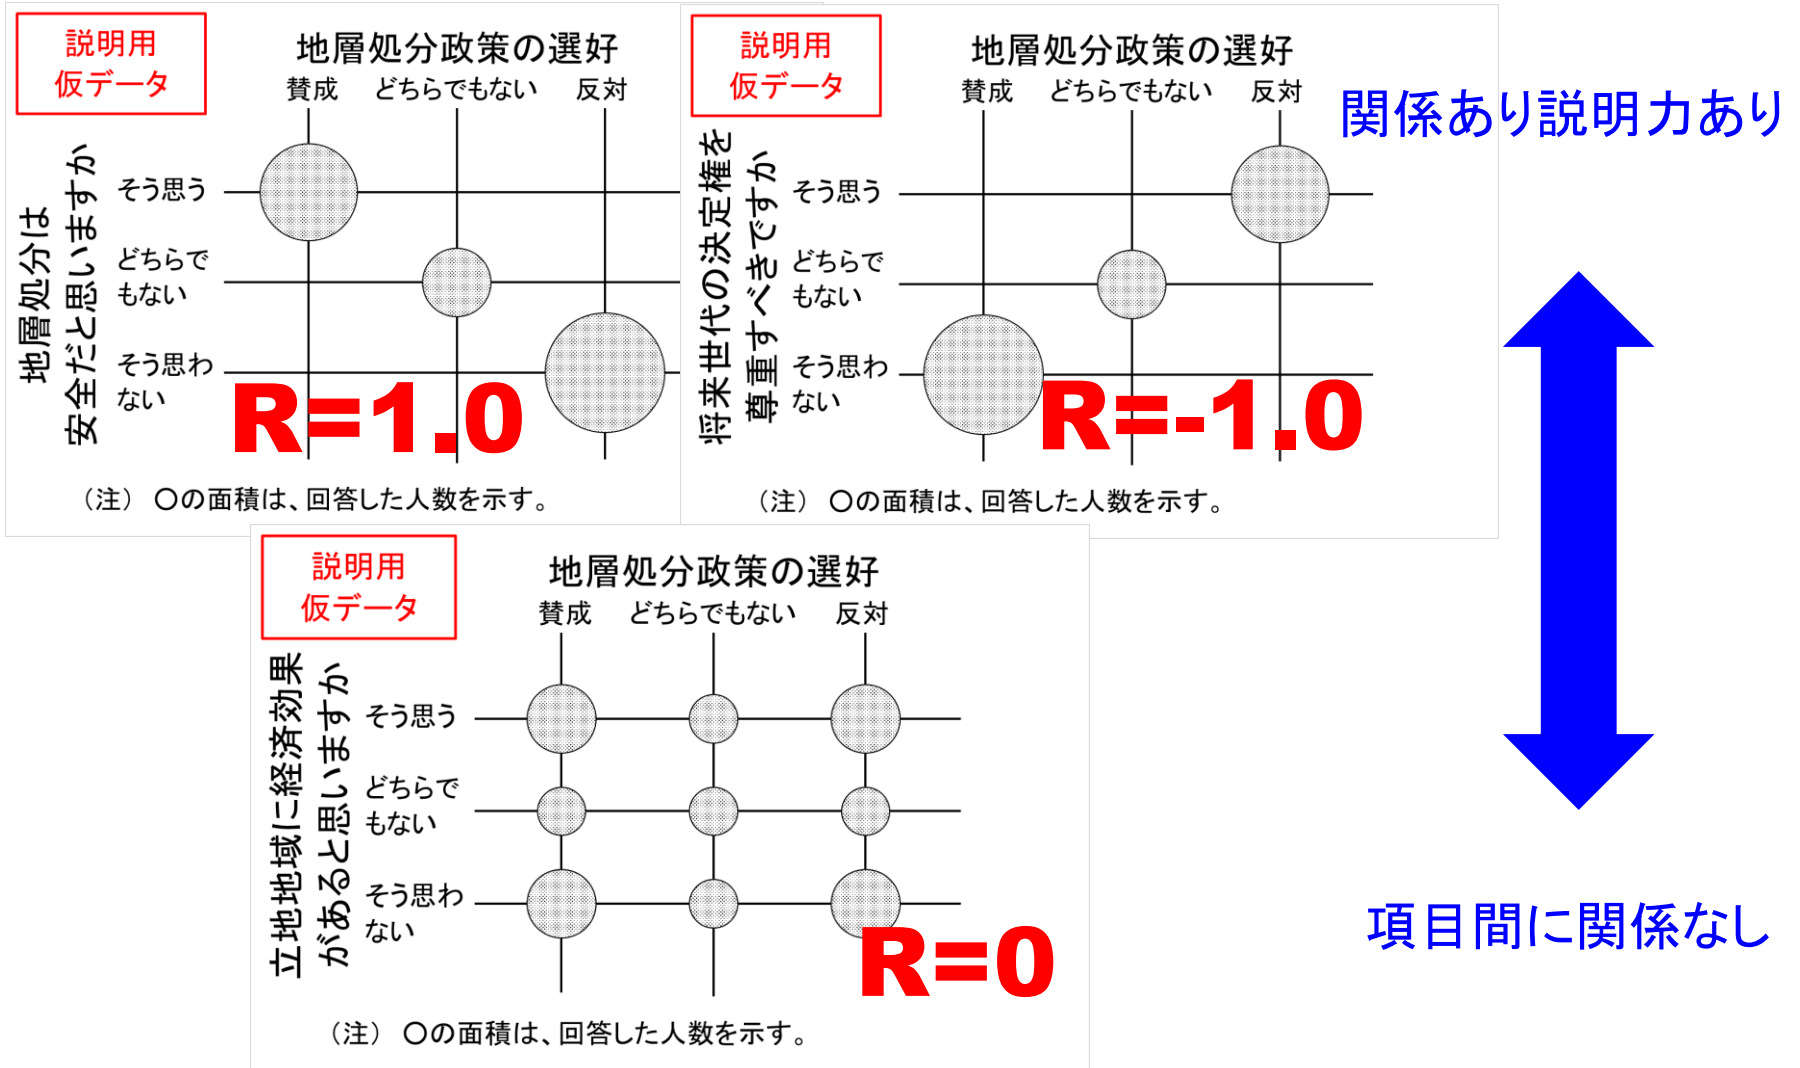 説明用
仮データ
地層処分政策の選好
賛成 どちらでもない 反対
地層処分は
安全だと思いますか
そう思う
どちらで
もない
そう思わ
ない
R=1.0
（注） 〇の面積は、回答した人数を示す。
説明用
仮データ
地層処分政策の選好
賛成 どちらでもない 反対
将来世代の決定権を
尊重すべきですか
そう思う
どちらで
もない
そう思わ
ない
R=-1.0
（注） 〇の面積は、回答した人数を示す。
関係あり説明力あり
説明用
仮データ
地層処分政策の選好
賛成 どちらでもない 反対
立地地域に経済効果
があると思いますか
そう思う
どちらで
もない
そう思わ
ない
R=0
（注） 〇の面積は、回答した人数を示す。
項目間に関係なし